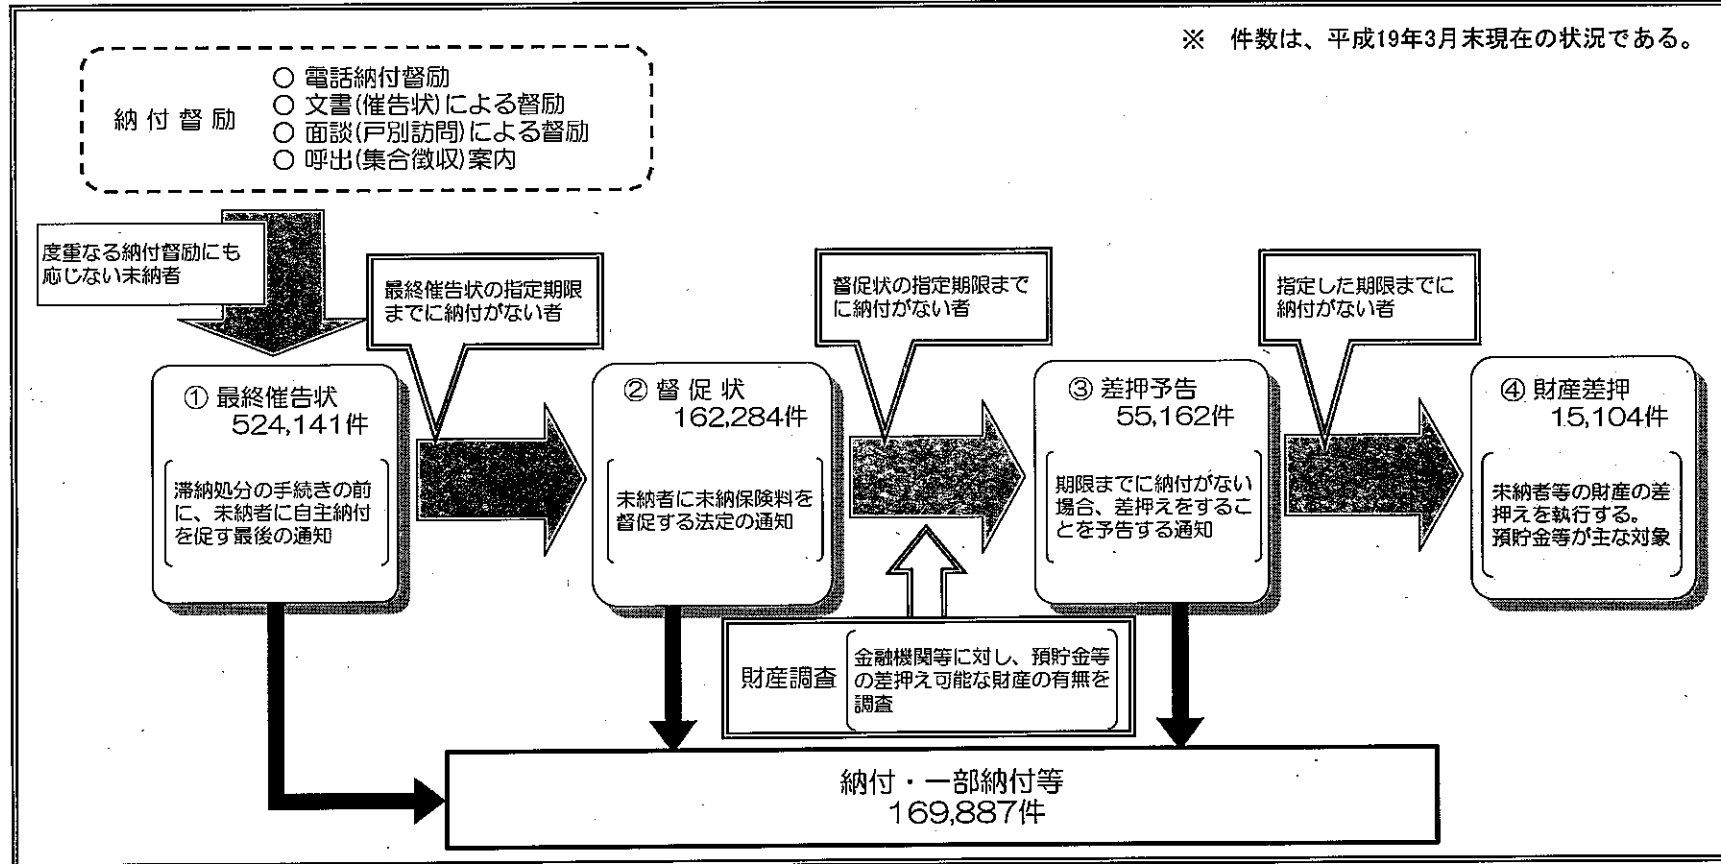 ※ 件数は、平成19年3月末現在の状況である。
納付督励
○ 電話納付督励
○ 文書(催告状)による督励
○ 面談(戸別訪問)による督励
○ 呼出(集合徴収)案内
度重なる納付督励にも
応じない未納者
最終催告状の指定期限
までに納付がない者
督促状の指定期限まで
に納付がない者
指定した期限までに
納付がない者
① 最終催告状
524,141件
滞納処分の手続きの前
に、未納者に自主納付
を促す最後の通知
② 督促状
162,284件
未納者に未納保険料を
督促する法定の通知
③ 差押予告
55,162件
期限までに納付がない
場合、差押えをするこ
とを予告する通知
④ 財産差押
15,104件
未納者等の財産の差
押えを執行する。
預貯金等が主な対象
財産調査
金融機関等に対し、預貯金等
の差押え可能な財産の有無を
調査
納付・一部納付等
169,887件